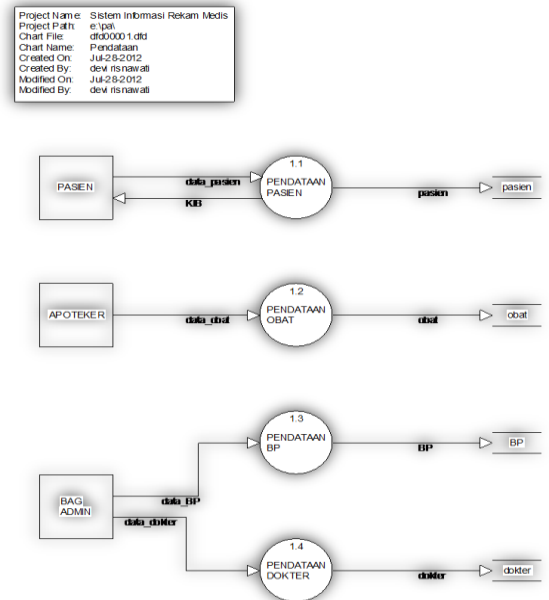 Project Name: Sistem Informasi Rekam Medis
Project Path: e:\pa\
Chart File: dfd00001.dfd
Chart Name: Pendataan
Created On: Jul-28-2012
Created By: devi risnawati
Modified On: Jul-28-2012
Modified By: devi risnawati
1.1
PASIEN
data_pasien
PENDATAAN
PASIEN
pasien
pasien
KIB
1.2
APOTEKER
data_obat
PENDATAAN
OBAT
obat
obat
1.3
PENDATAAN
BP
BP
BP
BAG
ADMIN
data_BP
data_dokter
1.4
PENDATAAN
DOKTER
dokter
dokter